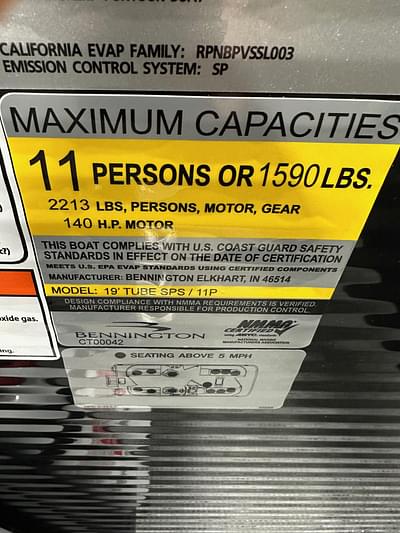 CALIFORNIA EVAP FAMILY: RPNBPVSSL003
EMISSION CONTROL SYSTEM: SP
MAXIMUM CAPACITIES
11 PERSONS OR 1590 LBS.
2213 LBS, PERSONS, MOTOR, GEAR
140 H.P. MOTOR
THIS BOAT COMPLIES WITH U.S. COAST GUARD SAFETY
STANDARDS IN EFFECT ON THE DATE OF CERTIFICATION
MEETS U.S. EPA EVAP STANDARDS USING CERTIFIED COMPONENTS
MANUFACTURER: BENNINGTON ELKHART, IN 46514
MODEL: 19' TUBE SPS / 11P
DESIGN COMPLIANCE WITH NMMA REQUIREMENTS IS VERIFIED.
MANUFACTURER RESPONSIBLE FOR PRODUCTION CONTROL.
BENNINGTON
CT00042
NMMA
CERTIFIED
using ABYC standards
NATIONAL MARINE
MANUFACTURERS ASSOCIATION
SEATING ABOVE 5 MPH
oxide gas.
ng.